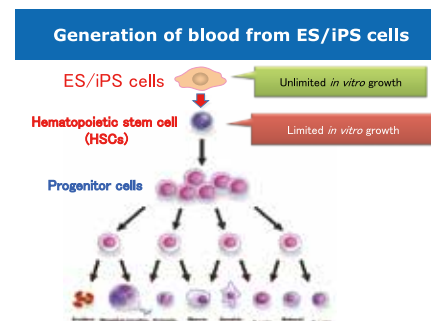 Generation of blood from ES/iPS cells
ES/iPS cells
Unlimited in vitro growth
Hematopoietic stem cell
(HSCs)
Limited in vitro growth
Progenitor cells